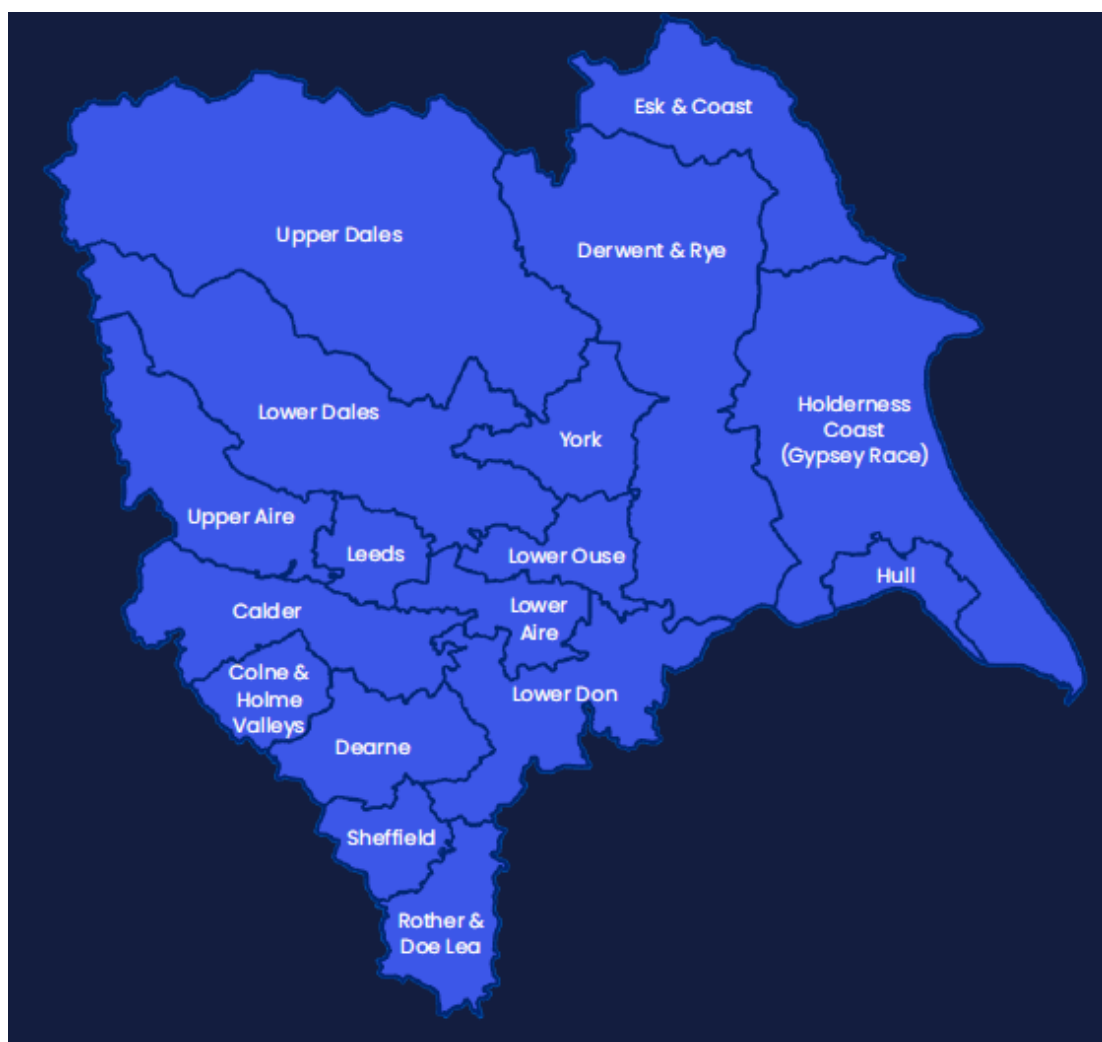 Esk & Coast
Upper Dales
Derwent & Rye
Lower Dales
Holderness
Coast
(Gypsey Race)
York
Upper Aire
Leeds
Lower Ouse
Hull
Calder
Lower
Aire
Colne &
Holme
Valleys
Lower Don
Dearne
Sheffield
Rother &
Doe Lea